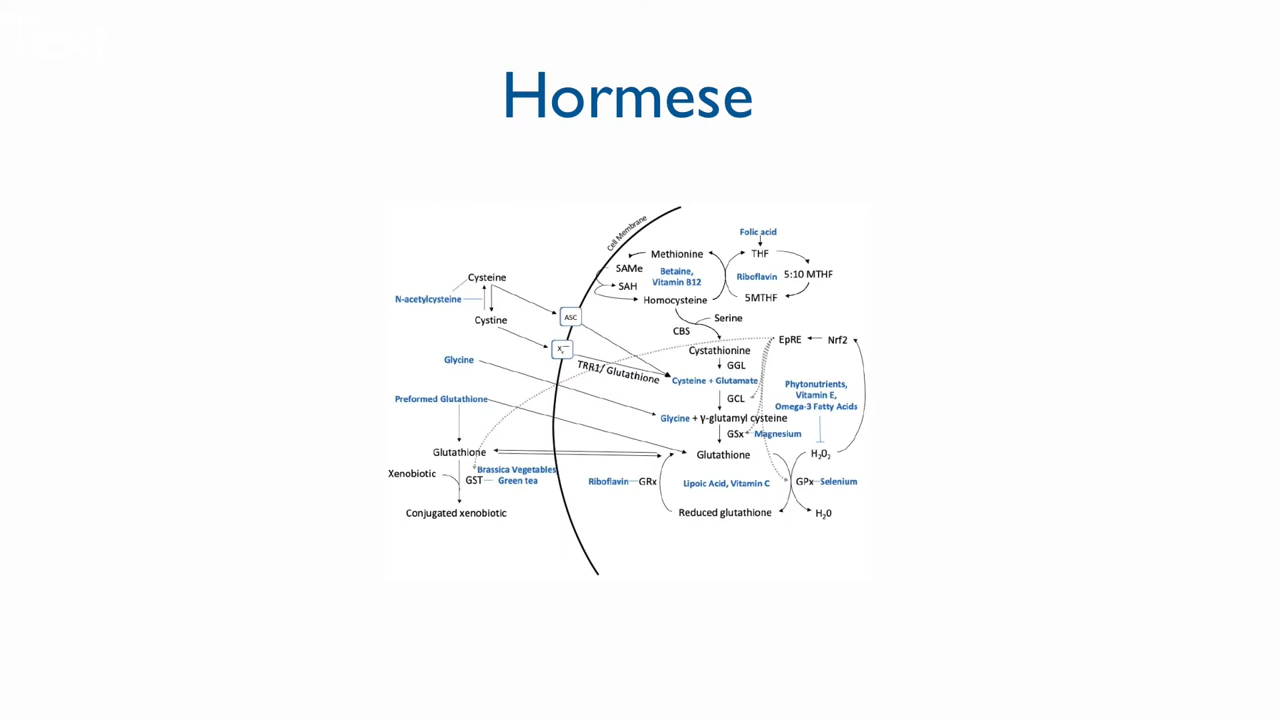 Hormese
Cell Membrane
Folic acid
Methionine
THF
SAMe
Betaine,
Vitamin B12
Riboflavin
5:10 MTHF
SAH
Homocysteine
5MTHF
Cysteine
N-acetylcysteine
Cystine
ASC
Serine
CBS
EpRE
Nrf2
Cystathionine
GGL
TRR1/ Glutathione
Cysteine + Glutamate
Glycine
Phytonutrients,
Vitamin E,
Omega-3 Fatty Acids
GCL
Preformed Glutathione
Glycine + γ-glutamyl cysteine
GSx
Magnesium
Glutathione
Glutathione
H2O2
Xenobiotic
Brassica Vegetables
GST
Green tea
Riboflavin
GRx
Lipoic Acid, Vitamin C
GPx
Selenium
Conjugated xenobiotic
Reduced glutathione
H20